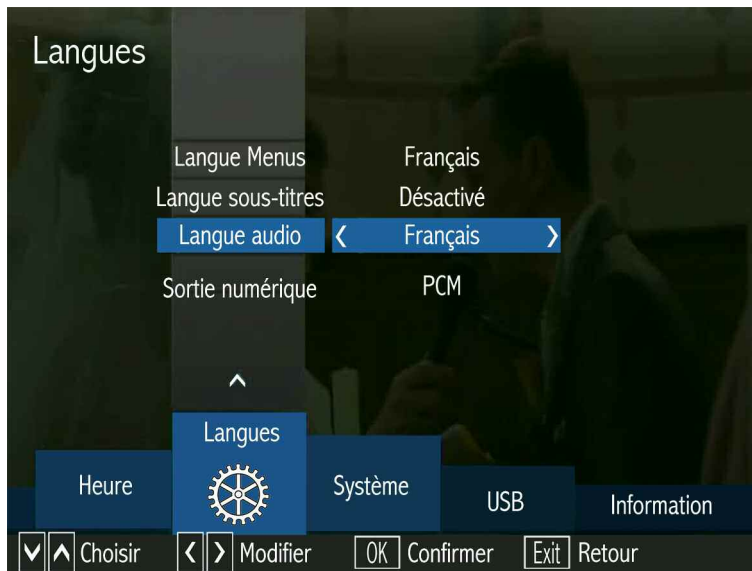 Langues
Langue Menus Français
Langue sous-titres Désactivé
Langue audio Français
Sortie numérique PCM
Langues
Heure Système USB Information
Choisir Modifier OK Confirmer Exit Retour